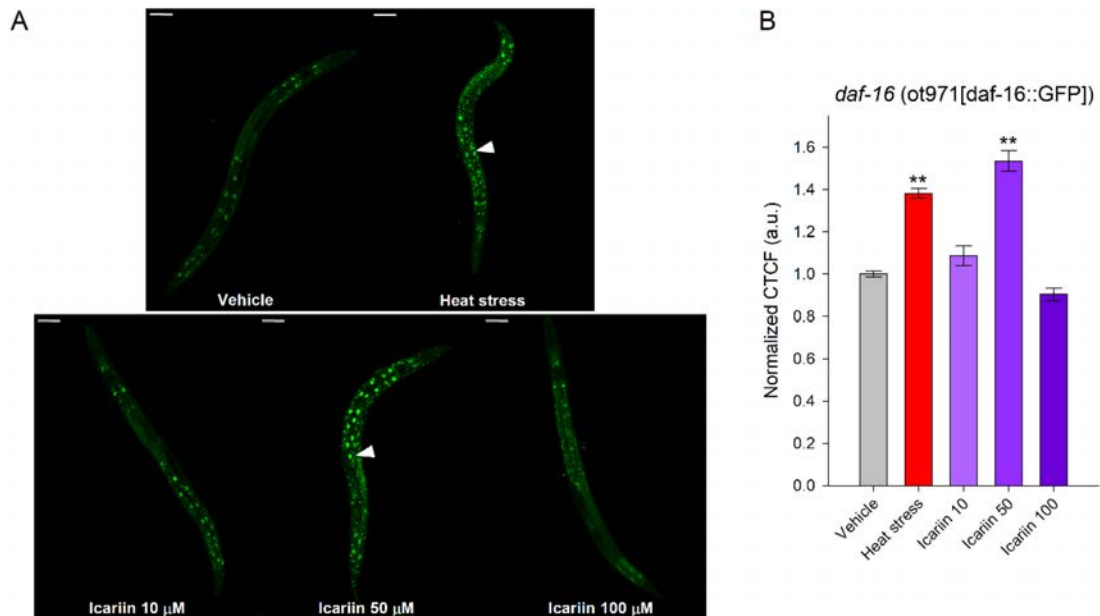 A
Vehicle
Heat stress
Icariin 10 μM
Icariin 50 μM
Icariin 100 μM
B
daf-16 (ot971[daf-16::GFP])
Normalized CTCF (a.u.)
1.6
1.4
1.2
1.0
0.8
0.6
0.4
0.2
0.0
**
**
Vehicle
Heat stress
Icariin 10
Icariin 50
Icariin 100